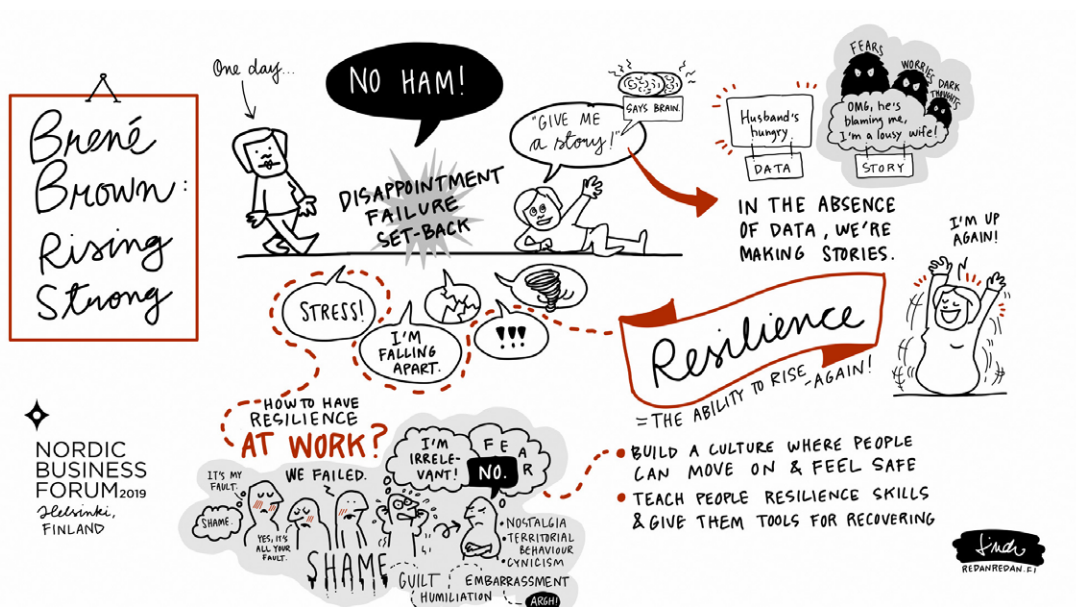 Brené
Brown:
Rising
Strong
One day...
NO HAM!
DISAPPOINTMENT
FAILURE
SET-BACK
"GIVE ME
a story!"
SAYS BRAIN.
Husband's
hungry
DATA
FEARS
WORRIES
DARK
THOUGHTS
OMG, he's
blaming me,
I'm a lousy wife!
STORY
IN THE ABSENCE
OF DATA, WE'RE
MAKING STORIES.
I'M UP
AGAIN!
STRESS!
I'M
FALLING
APART.
!!!
Resilience
=THE ABILITY TO RISE -AGAIN!
HOW TO HAVE
RESILIENCE
AT WORK?
IT'S MY
FAULT.
SHAME.
YES, IT'S
ALL YOUR
FAULT.
WE FAILED.
I'M
IRRELE-
VANT!
FEAR
NO.
• NOSTALGIA
• TERRITORIAL
BEHAVIOUR
• CYNICISM
SHAME
GUILT
HUMILIATION
EMBARRASSMENT
ARGH!
• BUILD A CULTURE WHERE PEOPLE
CAN MOVE ON & FEEL SAFE
• TEACH PEOPLE RESILIENCE SKILLS
& GIVE THEM TOOLS FOR RECOVERING
NORDIC
BUSINESS
FORUM2019
Helsinki,
FINLAND
REDANREDAN.FI